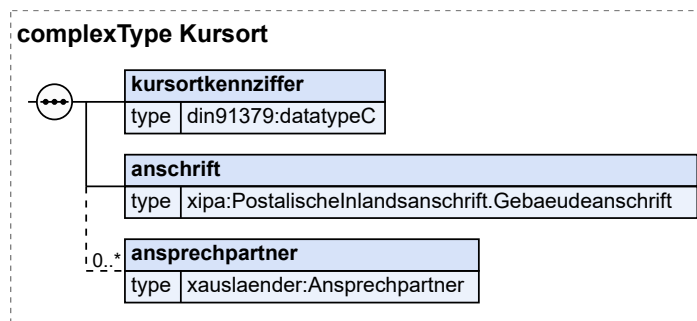 complexType Kursort
kursortkennziffer
type din91379:datatypeC
anschrift
type xipa:PostalischeInlandsanschrift.Gebaeudeanschrift
0..* ansprechpartner
type xauslaender:Ansprechpartner